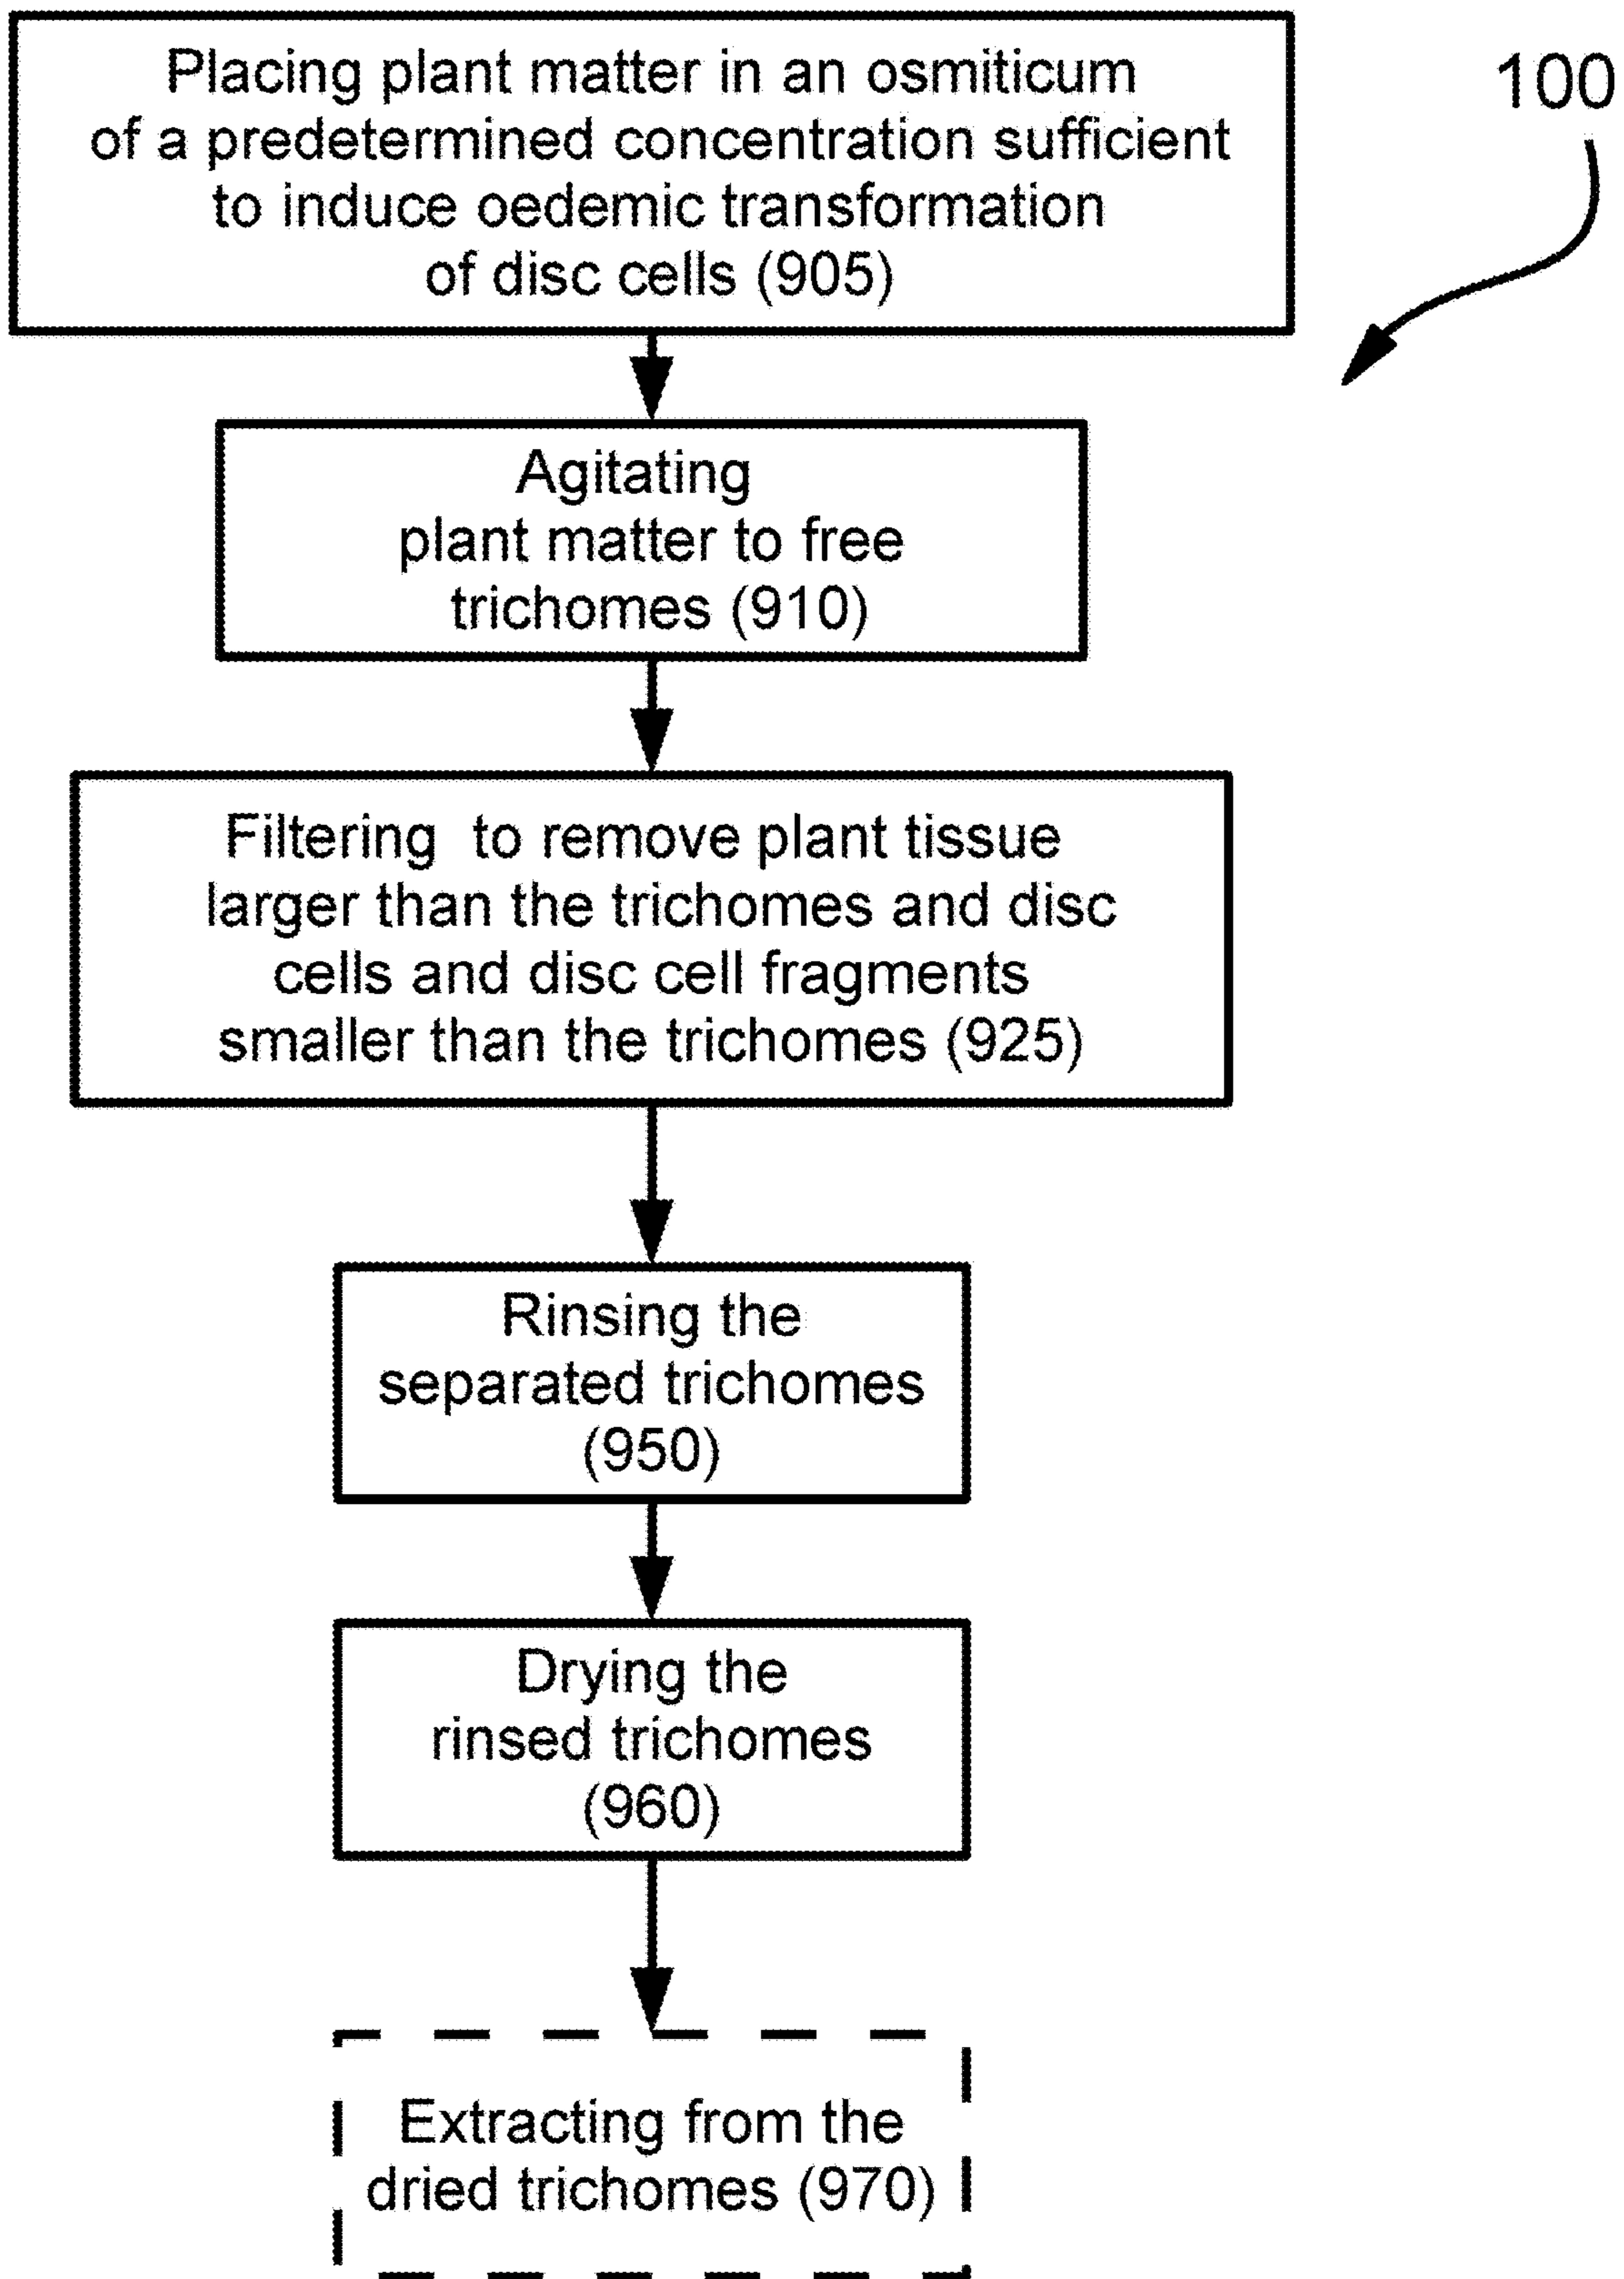 Placing plant matter in an osmiticum
of a predetermined concentration sufficient
to induce oedemic transformation
of disc cells (905)
100
Agitating
plant matter to free
trichomes (910)
Filtering to remove plant tissue
larger than the trichomes and disc
cells and disc cell fragments
smaller than the trichomes (925)
Rinsing the
separated trichomes
(950)
Drying the
rinsed trichomes
(960)
Extracting from the
dried trichomes (970)